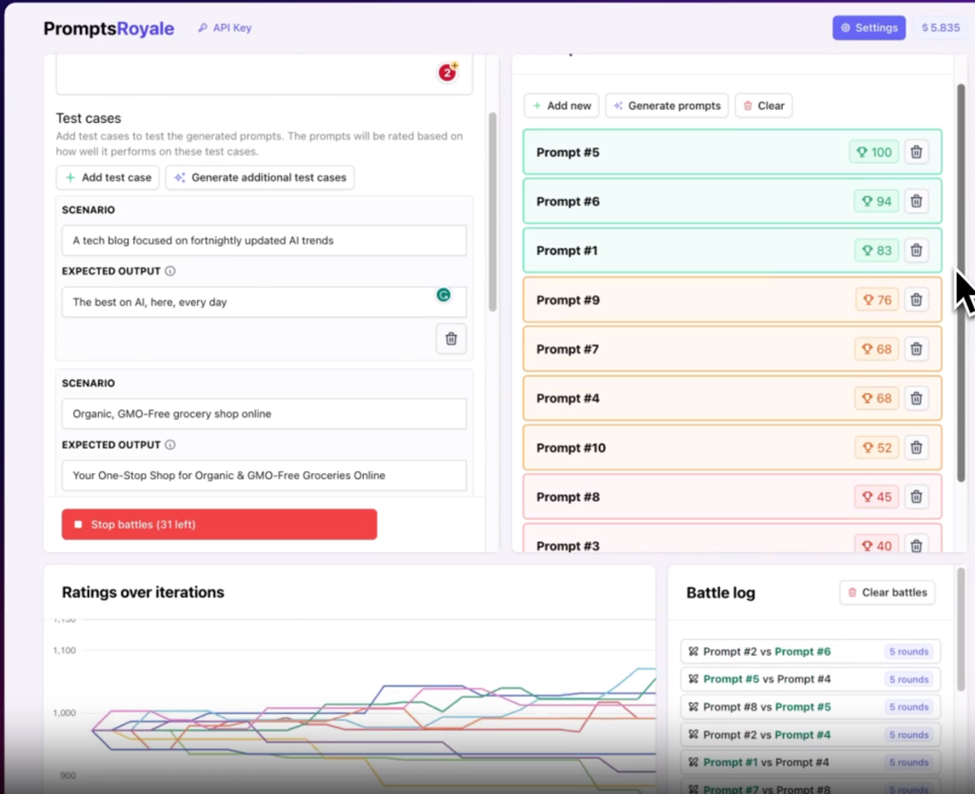 PromptsRoyale
API Key
Settings
$ 5.835
2
Test cases
Add test cases to test the generated prompts. The prompts will be rated based on
how well it performs on these test cases.
Add test case
Generate additional test cases
SCENARIO
A tech blog focused on fortnightly updated AI trends
EXPECTED OUTPUT
The best on AI, here, every day
SCENARIO
Organic, GMO-Free grocery shop online
EXPECTED OUTPUT
Your One-Stop Shop for Organic & GMO-Free Groceries Online
Stop battles (31 left)
Add new
Generate prompts
Clear
Prompt #5 100
Prompt #6 94
Prompt #1 83
Prompt #9 76
Prompt #7 68
Prompt #4 68
Prompt #10 52
Prompt #8 45
Prompt #3 40
Ratings over iterations
1,150
1,100
1,000
900
Battle log
Clear battles
Prompt #2 vs Prompt #6 5 rounds
Prompt #5 vs Prompt #4 5 rounds
Prompt #8 vs Prompt #5 5 rounds
Prompt #2 vs Prompt #4 5 rounds
Prompt #1 vs Prompt #4 5 rounds
Prompt #7 vs Prompt #8 5 rounds